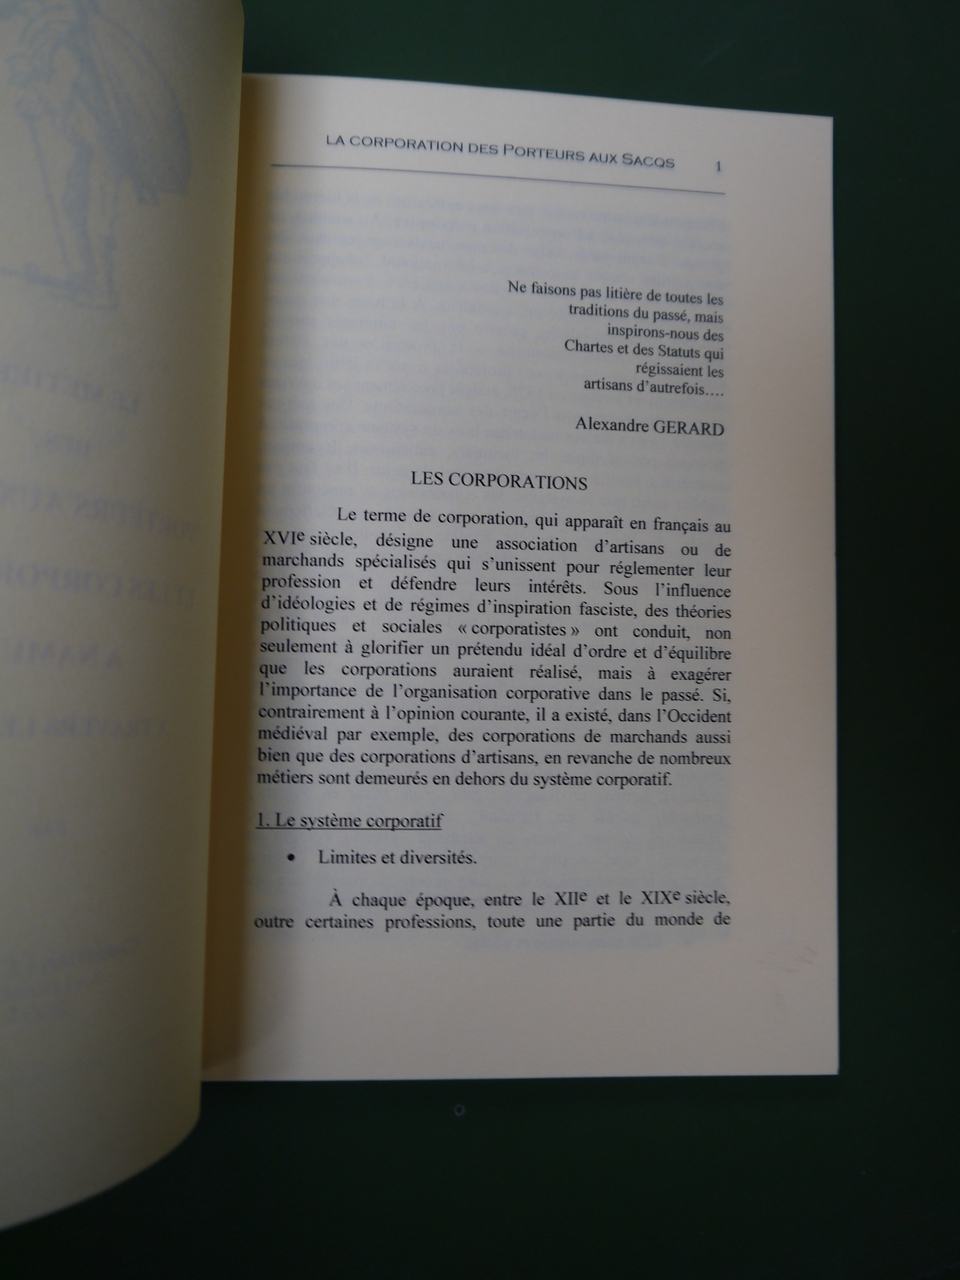 LA CORPORATION DES PORTEURS AUX SACQS 1
Ne faisons pas litière de toutes les
traditions du passé, mais
inspirons-nous des
Chartes et des Statuts qui
régissaient les
artisans d'autrefois….
Alexandre GERARD
LES CORPORATIONS
Le terme de corporation, qui apparaît en français au
XVIe siècle, désigne une association d'artisans ou de
marchands spécialisés qui s'unissent pour réglementer leur
profession et défendre leurs intérêts. Sous l'influence
d'idéologies et de régimes d'inspiration fasciste, des théories
politiques et sociales « corporatistes » ont conduit, non
seulement à glorifier un prétendu idéal d'ordre et d'équilibre
que les corporations auraient réalisé, mais à exagérer
l'importance de l'organisation corporative dans le passé. Si,
contrairement à l'opinion courante, il a existé, dans l'Occident
médiéval par exemple, des corporations de marchands aussi
bien que des corporations d'artisans, en revanche de nombreux
métiers sont demeurés en dehors du système corporatif.
1. Le système corporatif
• Limites et diversités.
À chaque époque, entre le XIIe et le XIXe siècle,
outre certaines professions, toute une partie du monde de